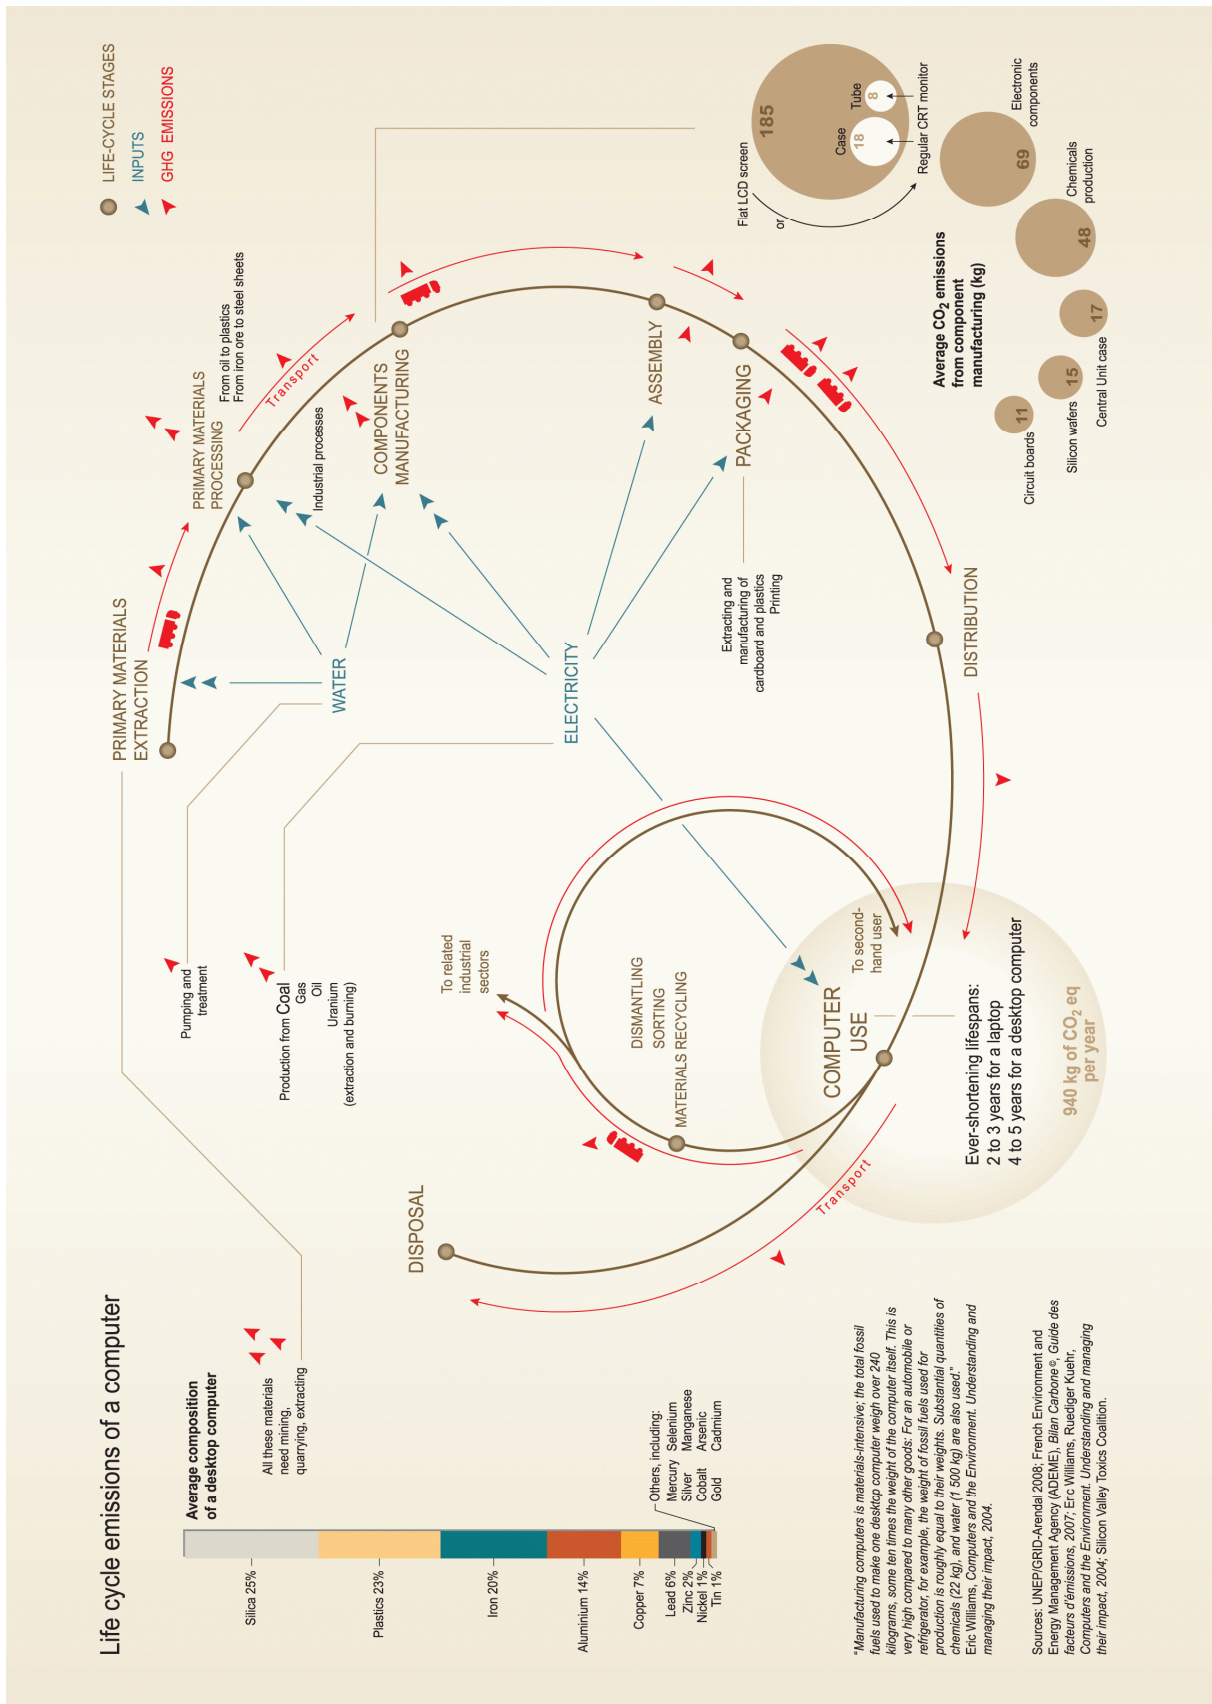 Life cycle emissions of a computer
LIFE-CYCLE STAGES
INPUTS
GHG EMISSIONS
Average composition
of a desktop computer
All these materials
need mining,
quarrying, extracting
Silica 25%
Plastics 23%
Iron 20%
Aluminium 14%
Copper 7%
Lead 6%
Zinc 2%
Nickel 1%
Tin 1%
Others, including:
Mercury Selenium
Silver Manganese
Cobalt Arsenic
Gold Cadmium
PRIMARY MATERIALS
EXTRACTION
PRIMARY MATERIALS
PROCESSING
From oil to plastics
From iron ore to steel sheets
Transport
Industrial processes
COMPONENTS
MANUFACTURING
ASSEMBLY
PACKAGING
Extracting and
manufacturing of
cardboard and plastics
Printing
WATER
Pumping and
treatment
ELECTRICITY
Production from Coal
Gas
Oil
Uranium
(extraction and burning)
DISTRIBUTION
COMPUTER
USE
To second-
hand user
Ever-shortening lifespans:
2 to 3 years for a laptop
4 to 5 years for a desktop computer
940 kg of CO2 eq
per year
To related
industrial
sectors
DISMANTLING
SORTING
MATERIALS RECYCLING
Transport
DISPOSAL
Average CO2 emissions
from component
manufacturing (kg)
Flat LCD screen
185
or
Case
18
Tube
8
Regular CRT monitor
69
Electronic
components
48
Chemicals
production
17
Central Unit case
15
Silicon wafers
11
Circuit boards
"Manufacturing computers is materials-intensive; the total fossil
fuels used to make one desktop computer weigh over 240
kilograms, some ten times the weight of the computer itself. This is
very high compared to many other goods: For an automobile or
refrigerator, for example, the weight of fossil fuels used for
production is roughly equal to their weights. Substantial quantities of
chemicals (22 kg), and water (1 500 kg) are also used."
Eric Williams, Computers and the Environment. Understanding and
managing their impact, 2004.
Sources: UNEP/GRID-Arendal 2008; French Environment and
Energy Management Agency (ADEME), Bilan Carbone®, Guide des
facteurs d'émissions, 2007; Eric Williams, Ruediger Kuehr,
Computers and the Environment. Understanding and managing
their impact, 2004; Silicon Valley Toxics Coalition.